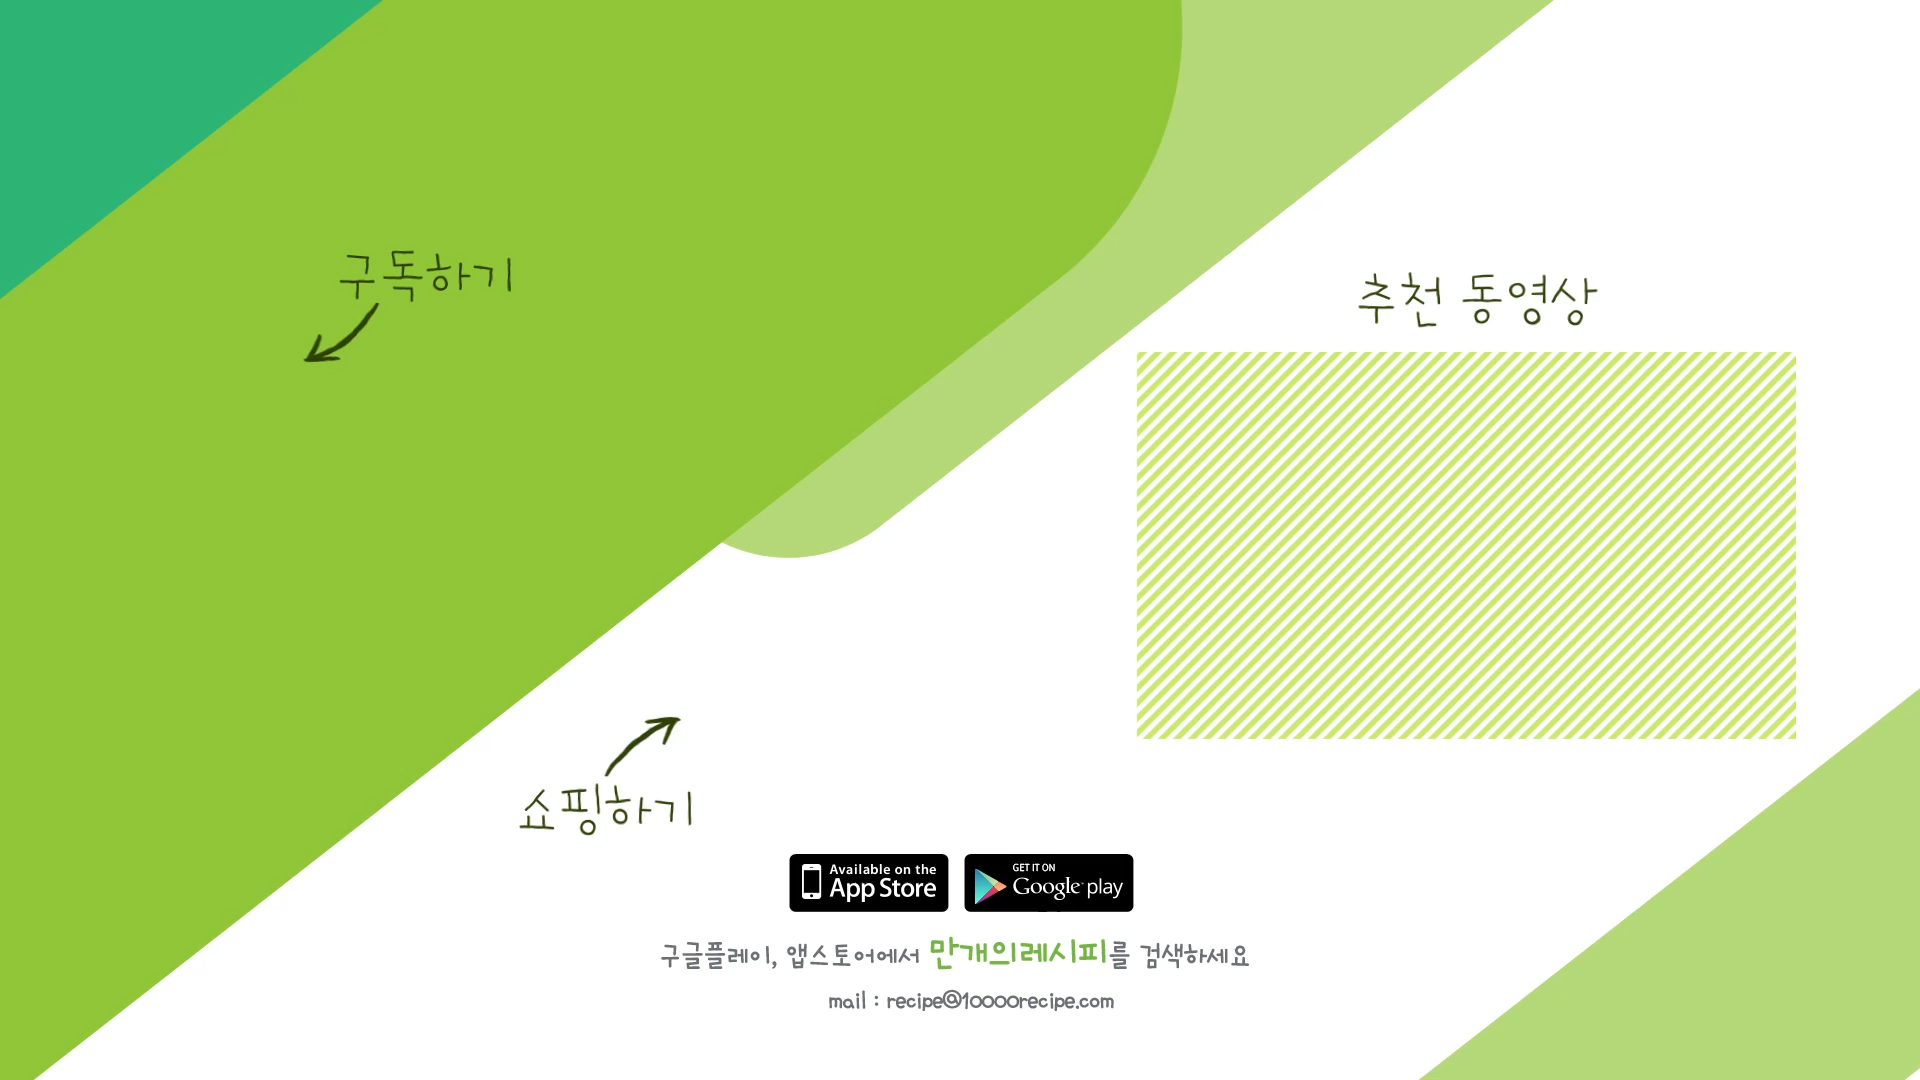 구독하기
추천 동영상
쇼핑하기
Available on the
App Store
GET IT ON
Google play
구글플레이, 앱스토어에서 만개의레시피를 검색하세요
mail : recipe@10000recipe.com